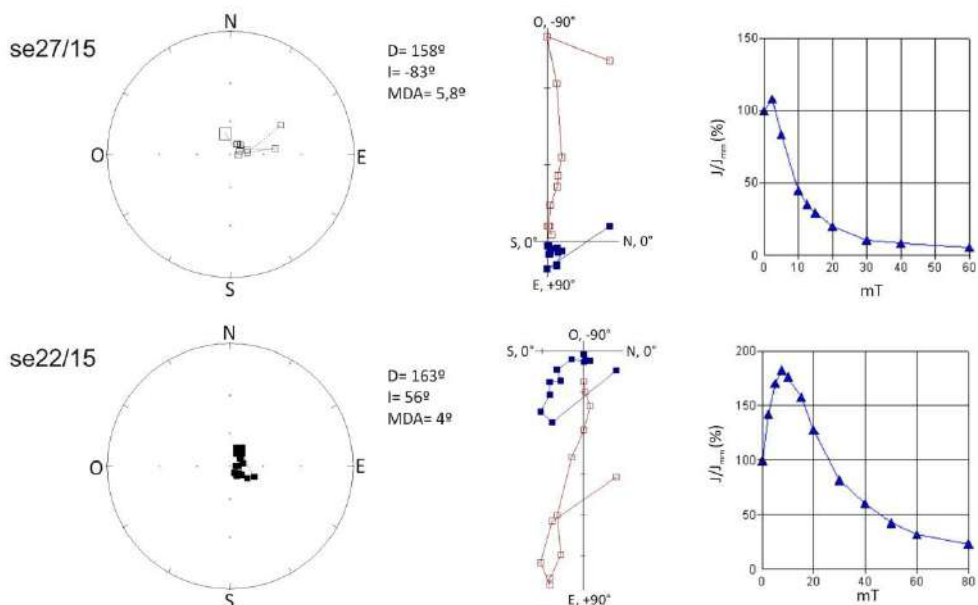 se27/15
N
O
E
S
D= 158º
I= -83º
MDA= 5,8º
O, -90°
S, 0°
N, 0°
E, +90°
150
100
50
0
J/Jnrm (%)
0 10 20 30 40 50 60
mT
se22/15
N
O
E
S
D= 163º
I= 56º
MDA= 4º
O, -90°
S, 0°
N, 0°
E, +90°
200
150
100
50
0
J/Jnrm (%)
0 20 40 60 80
mT